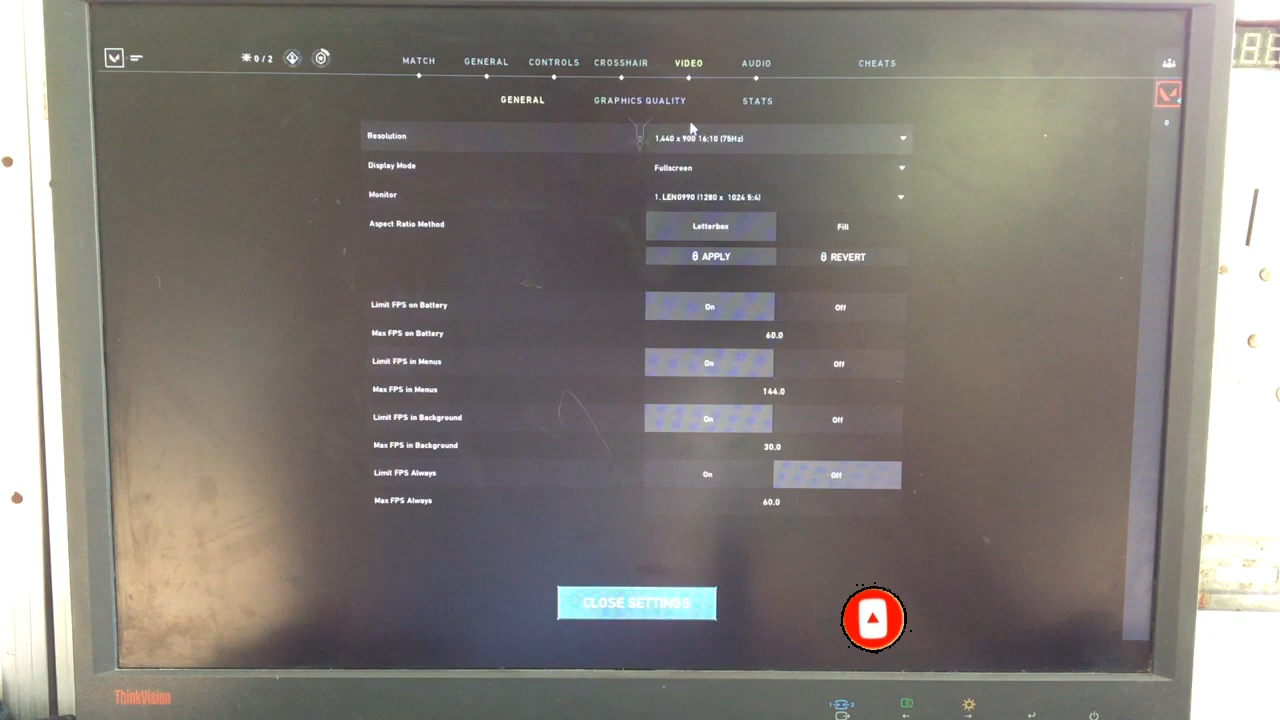 0 / 2
MATCH GENERAL CONTROLS CROSSHAIR VIDEO AUDIO CHEATS
GENERAL GRAPHICS QUALITY STATS
Resolution 1,440 x 900 16:10 (75Hz)
Display Mode Fullscreen
Monitor 1. LEN0990 (1280 x 1024 5:4)
Aspect Ratio Method Letterbox Fill
APPLY REVERT
Limit FPS on Battery On Off
Max FPS on Battery 60.0
Limit FPS in Menus On Off
Max FPS in Menus 144.0
Limit FPS in Background On Off
Max FPS in Background 30.0
Limit FPS Always On Off
Max FPS Always 60.0
CLOSE SETTINGS
0
ThinkVision